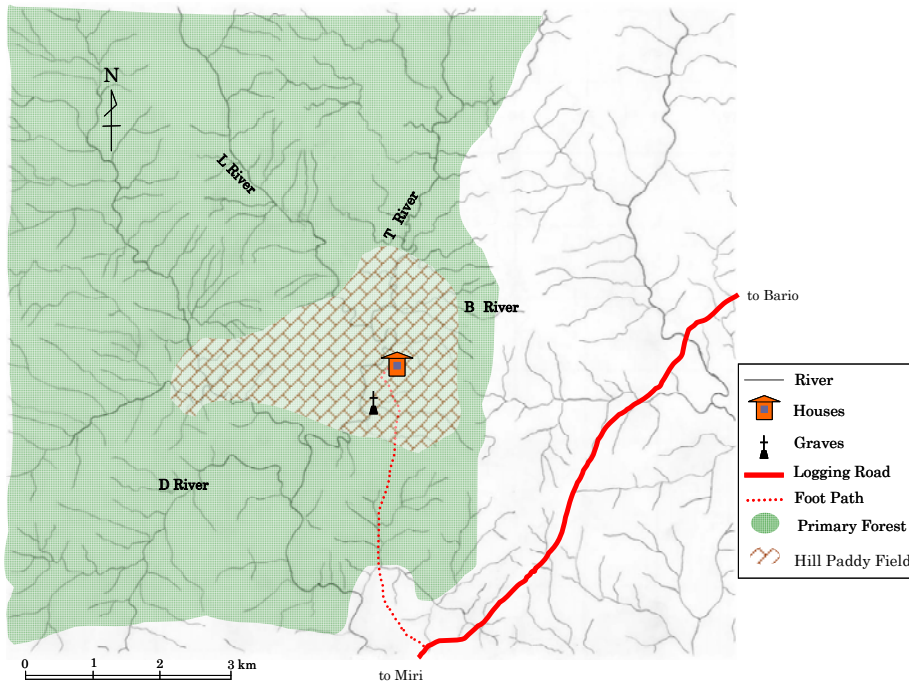 N
L River
T River
B River
to Bario
D River
River
Houses
Graves
Logging Road
Foot Path
Primary Forest
Hill Paddy Field
0 1 2 3 km
to Miri